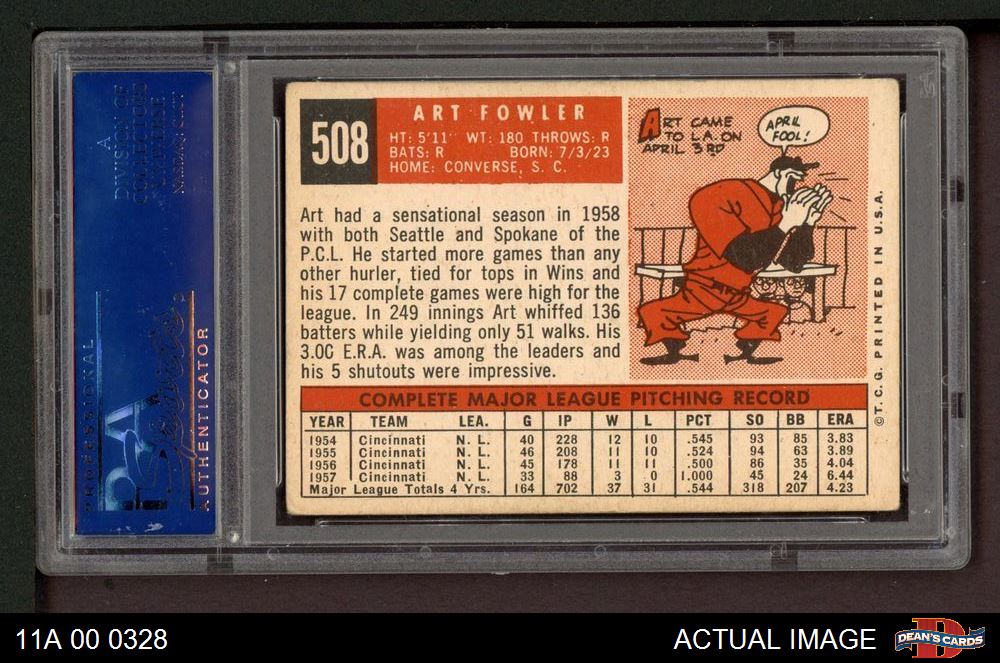 A
DIVISION OF
COLLECTORS
UNIVERSE
NASDAQ: CLCT
PROFESSIONAL
PSA
Sports
AUTHENTICATOR
508
ART FOWLER
HT: 5'11" WT: 180 THROWS: R
BATS: R BORN: 7/3/23
HOME: CONVERSE, S. C.
ART CAME
TO L.A. ON
APRIL 3RD
APRIL
FOOL!
Art had a sensational season in 1958
with both Seattle and Spokane of the
P.C.L. He started more games than any
other hurler, tied for tops in Wins and
his 17 complete games were high for the
league. In 249 innings Art whiffed 136
batters while yielding only 51 walks. His
3.00 E.R.A. was among the leaders and
his 5 shutouts were impressive.
©T. C. G. PRINTED IN U.S.A.
COMPLETE MAJOR LEAGUE PITCHING RECORD
YEAR TEAM LEA. G IP W L PCT SO BB ERA
1954 Cincinnati N. L. 40 228 12 10 .545 93 85 3.83
1955 Cincinnati N. L. 46 208 11 10 .524 94 63 3.89
1956 Cincinnati N. L. 45 178 11 11 .500 86 35 4.04
1957 Cincinnati N. L. 33 88 3 0 1.000 45 24 6.44
Major League Totals 4 Yrs. 164 702 37 31 .544 318 207 4.23
11A 00 0328
ACTUAL IMAGE
D
DEAN'S CARDS